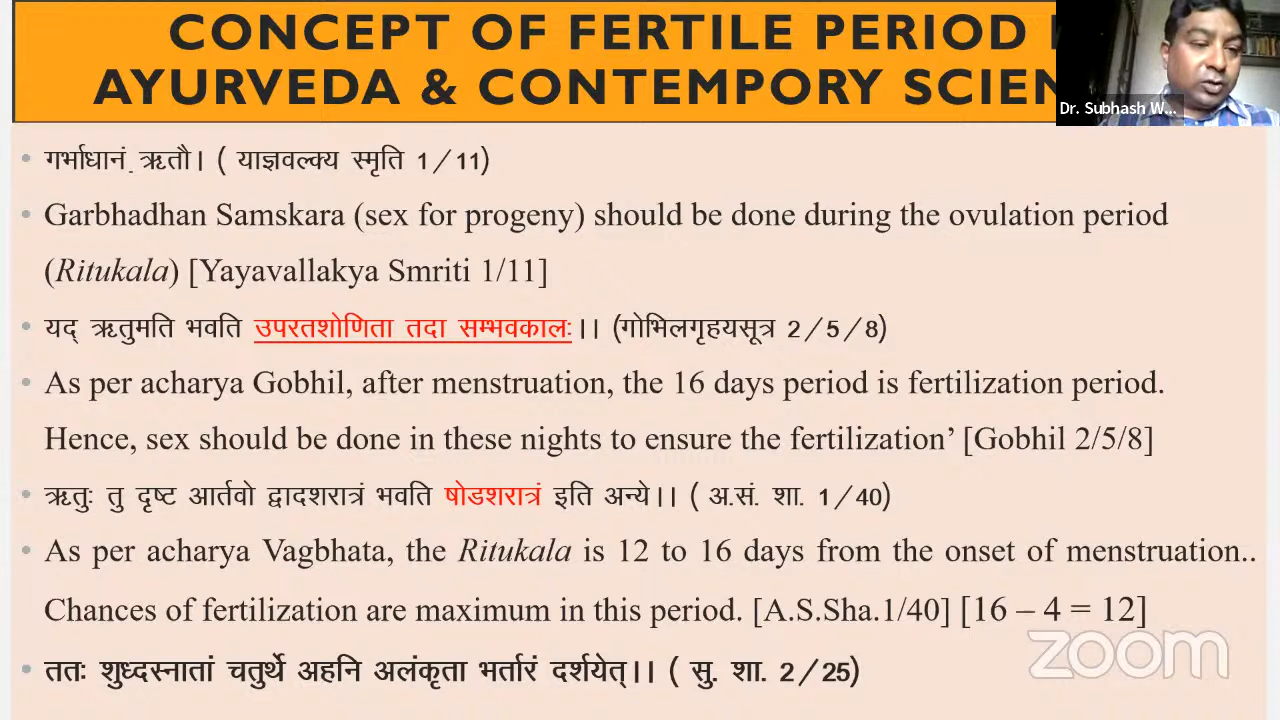 CONCEPT OF FERTILE PERIOD
AYURVEDA & CONTEMPORY SCIEN
Dr. Subhash W...
• गर्भाधानं ऋतौ। ( याज्ञवल्क्य स्मृति 1/11)
• Garbhadhan Samskara (sex for progeny) should be done during the ovulation period
(Ritukala) [Yayavallakya Smriti 1/11]
• यद् ऋतुमति भवति उपरतशोणिता तदा सम्भवकालः।। (गोभिलगृहयसूत्र 2/5/8)
• As per acharya Gobhil, after menstruation, the 16 days period is fertilization period.
Hence, sex should be done in these nights to ensure the fertilization’ [Gobhil 2/5/8]
• ऋतुः तु दृष्ट आर्तवो द्वादशरात्रं भवति षोडशरात्रं इति अन्ये।। ( अ.सं. शा. 1/40)
• As per acharya Vagbhata, the Ritukala is 12 to 16 days from the onset of menstruation..
Chances of fertilization are maximum in this period. [A.S.Sha.1/40] [16 – 4 = 12]
zoom
• ततः शुध्दस्नातां चतुर्थे अहनि अलंकृता भर्तारं दर्शयेत्।। ( सु. शा. 2/25)